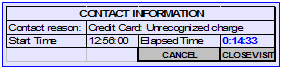 CONTACT INFORMATION
Contact reason: Credit Card: Unrecognized charge
Start Time 12:56:00 Elapsed Time 0:14:33
CANCEL CLOSE VISIT